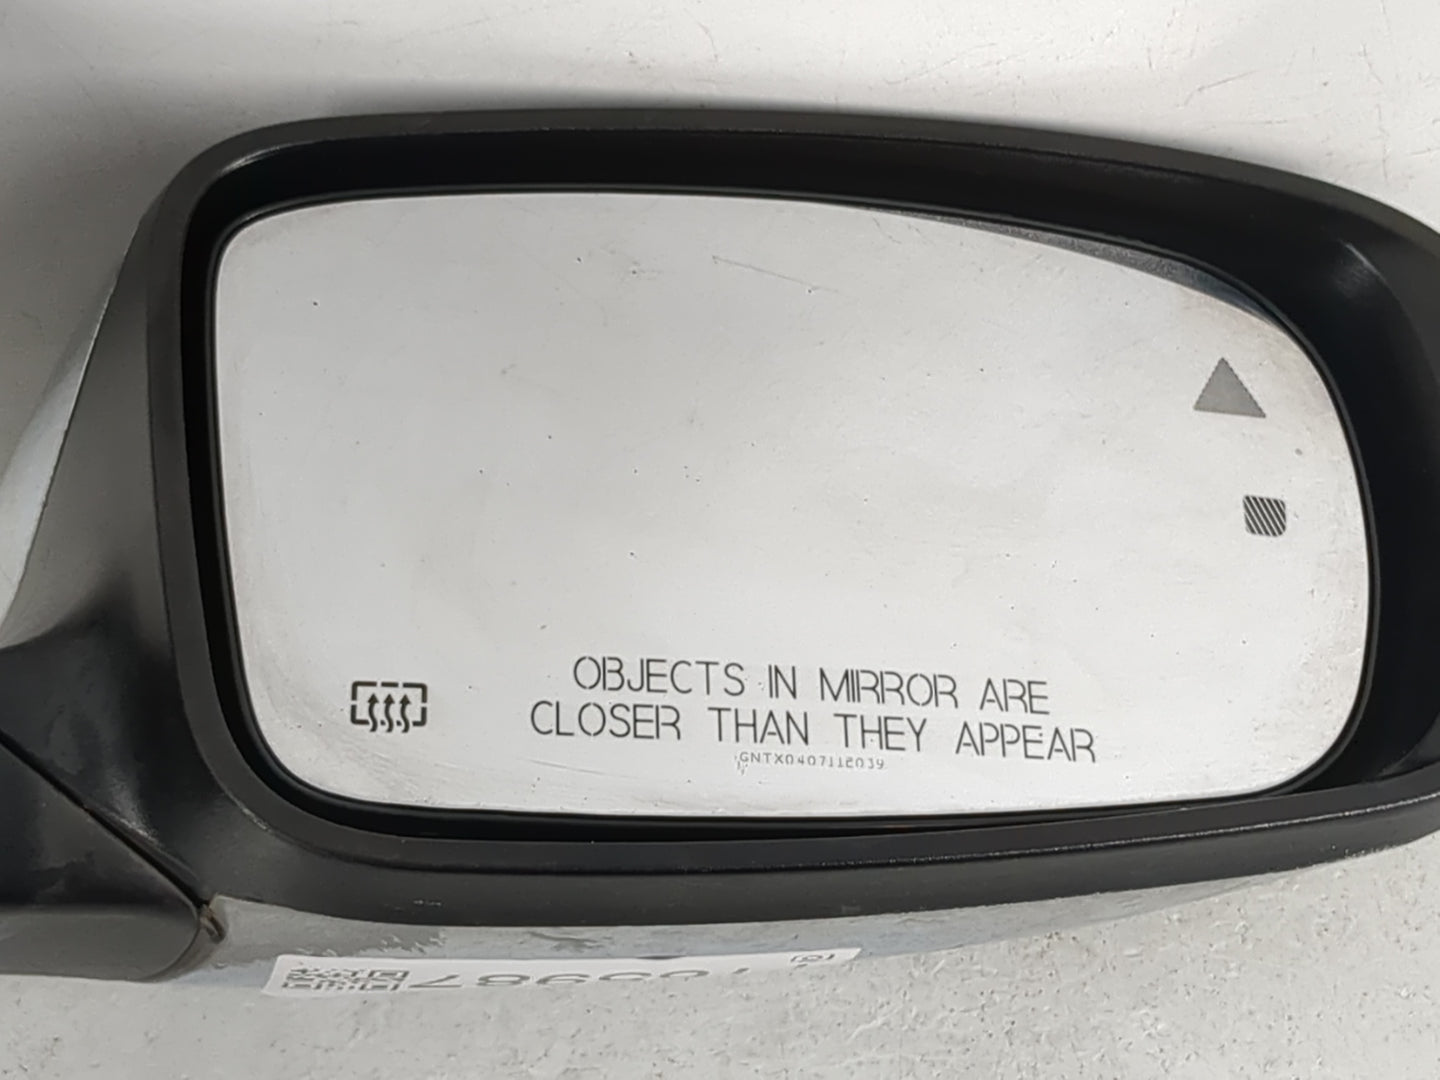 OBJECTS IN MIRROR ARE
CLOSER THAN THEY APPEAR
GNTX0407112039